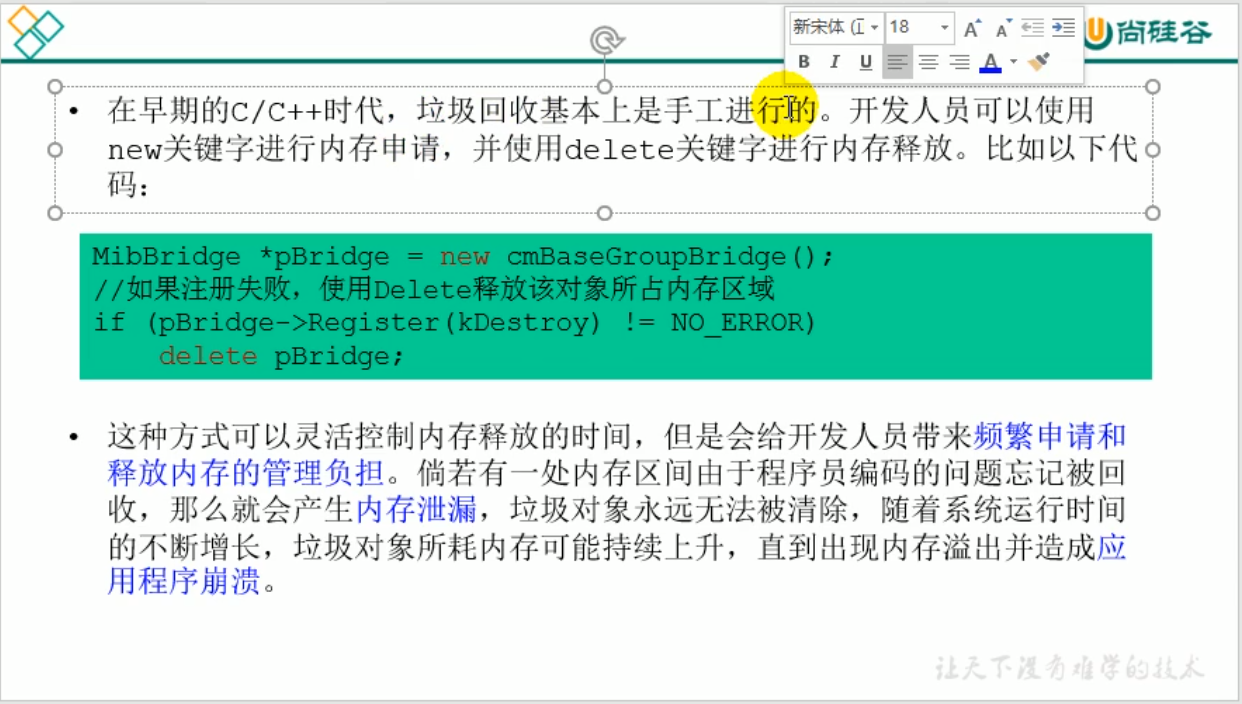 新宋体 (正
18
B I U A
尚硅谷
• 在早期的C/C++时代，垃圾回收基本上是手工进行的。开发人员可以使用
new关键字进行内存申请，并使用delete关键字进行内存释放。比如以下代
码：
MibBridge *pBridge = new cmBaseGroupBridge();
//如果注册失败，使用Delete释放该对象所占内存区域
if (pBridge->Register(kDestroy) != NO_ERROR)
    delete pBridge;
• 这种方式可以灵活控制内存释放的时间，但是会给开发人员带来频繁申请和
释放内存的管理负担。倘若有一处内存区间由于程序员编码的问题忘记被回
收，那么就会产生内存泄漏，垃圾对象永远无法被清除，随着系统运行时间
的不断增长，垃圾对象所耗内存可能持续上升，直到出现内存溢出并造成应
用程序崩溃。
让天下没有难学的技术